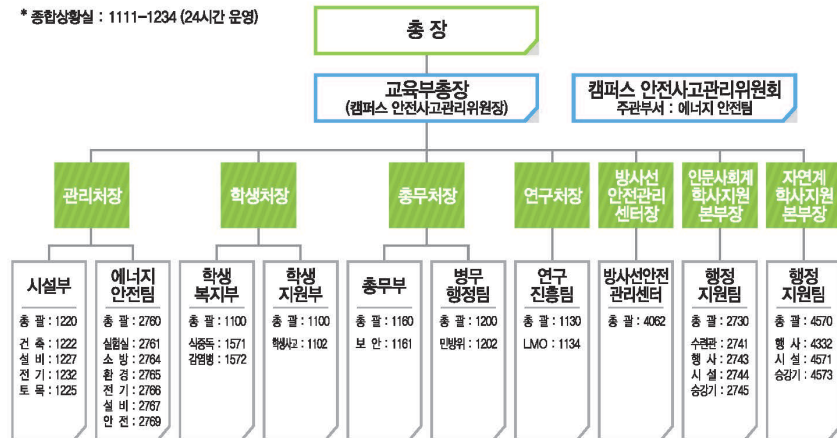 * 종합상황실 : 1111-1234 (24시간 운영)
총 장
교육부총장
(캠퍼스 안전사고관리위원장)
캠퍼스 안전사고관리위원회
주관부서 : 에너지 안전팀
관리처장
학생처장
총무처장
연구처장
방사선
안전관리
센터장
인문사회계
학사지원
본부장
자연계
학사지원
본부장
시설부
총 괄 : 1220
건 축 : 1222
설 비 : 1227
전 기 : 1232
토 목 : 1225
에너지
안전팀
총 괄 : 2760
실험실 : 2761
소 방 : 2764
환 경 : 2765
전 기 : 2766
설 비 : 2767
안 전 : 2769
학생
복지부
총 괄 : 1100
식중독 : 1571
감염병 : 1572
학생
지원부
총 괄 : 1100
학생사고 : 1102
총무부
총 괄 : 1160
보 안 : 1161
병무
행정팀
총 괄 : 1200
민방위 : 1202
연구
진흥팀
총 괄 : 1130
LMO : 1134
방사선안전
관리센터
총 괄 : 4062
행정
지원팀
총 괄 : 2730
수련관 : 2741
행 사 : 2743
시 설 : 2744
승강기 : 2745
행정
지원팀
총 괄 : 4570
행 사 : 4332
시 설 : 4571
승강기 : 4573